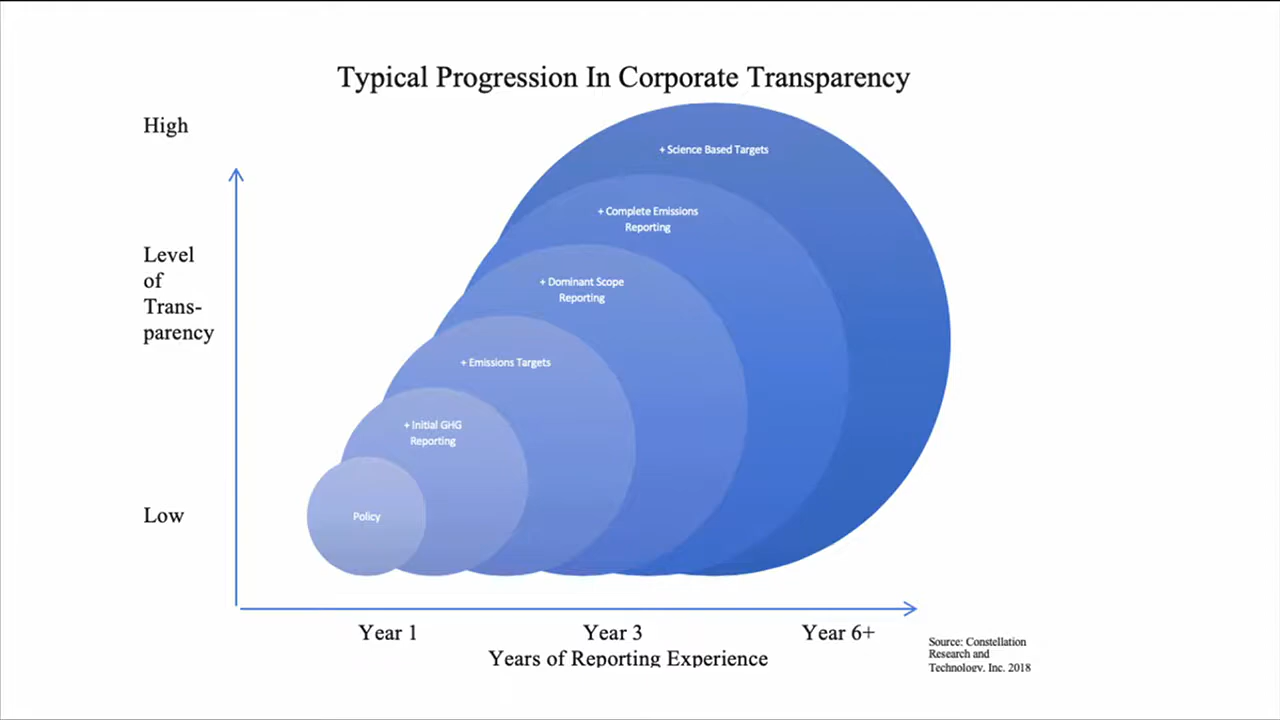 Typical Progression In Corporate Transparency
High
+ Science Based Targets
+ Complete Emissions
Reporting
Level
of
Trans-
parency
+ Dominant Scope
Reporting
+ Emissions Targets
+ Initial GHG
Reporting
Low
Policy
Year 1
Year 3
Year 6+
Years of Reporting Experience
Source: Constellation
Research and
Technology, Inc. 2018